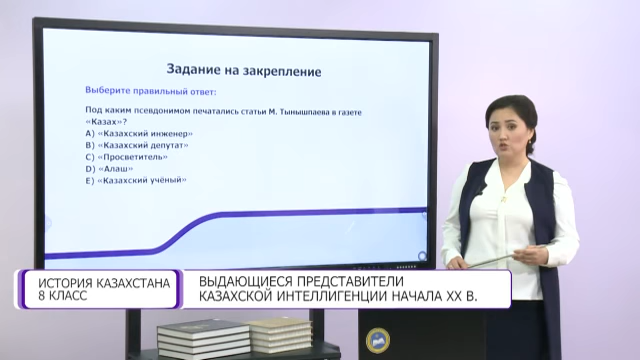 Задание на закрепление
Выберите правильный ответ:
Под каким псевдонимом печатались статьи М. Тынышпаева в газете
«Казах»?
A) «Казахский инженер»
B) «Казахский депутат»
C) «Просветитель»
D) «Алаш»
E) «Казахский учёный»
ИСТОРИЯ КАЗАХСТАНА
8 КЛАСС
ВЫДАЮЩИЕСЯ ПРЕДСТАВИТЕЛИ
КАЗАХСКОЙ ИНТЕЛЛИГЕНЦИИ НАЧАЛА XX В.